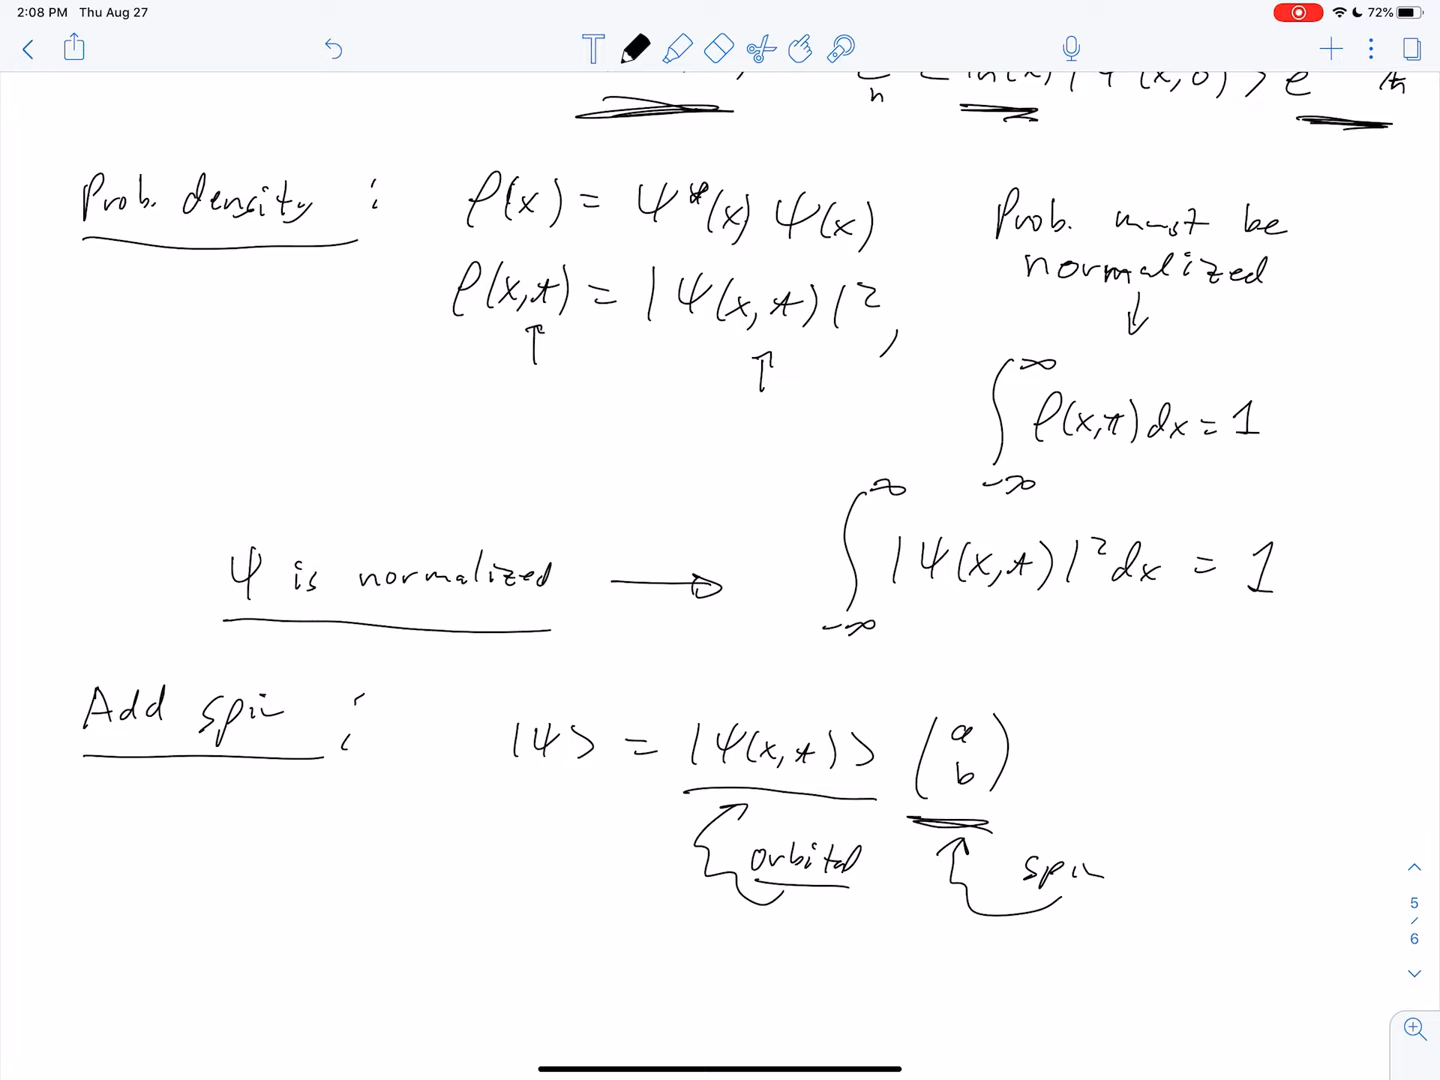 2:08 PM Thu Aug 27
72%
n
Prob. density :
ρ(x) = Ψ*(x) Ψ(x)
ρ(x,t) = |Ψ(x,t)|²,
Prob. must be
normalized
∫_{-∞}^{∞} ρ(x,t) dx = 1
Ψ is normalized → ∫_{-∞}^{∞} |Ψ(x,t)|² dx = 1
Add spin :
|Ψ> = |Ψ(x,t)> (a b)
orbital
spin
5
/
6